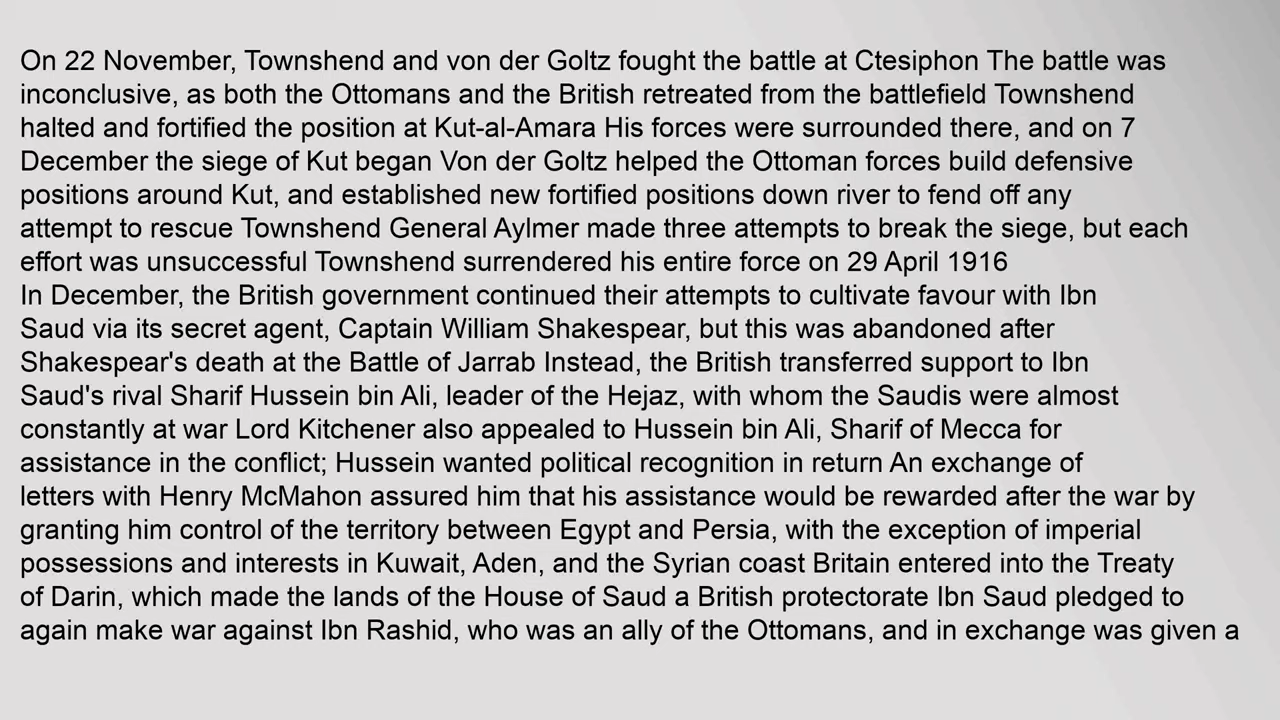 On 22 November, Townshend and von der Goltz fought the battle at Ctesiphon The battle was
inconclusive, as both the Ottomans and the British retreated from the battlefield Townshend
halted and fortified the position at Kut-al-Amara His forces were surrounded there, and on 7
December the siege of Kut began Von der Goltz helped the Ottoman forces build defensive
positions around Kut, and established new fortified positions down river to fend off any
attempt to rescue Townshend General Aylmer made three attempts to break the siege, but each
effort was unsuccessful Townshend surrendered his entire force on 29 April 1916
In December, the British government continued their attempts to cultivate favour with Ibn
Saud via its secret agent, Captain William Shakespear, but this was abandoned after
Shakespear's death at the Battle of Jarrab Instead, the British transferred support to Ibn
Saud's rival Sharif Hussein bin Ali, leader of the Hejaz, with whom the Saudis were almost
constantly at war Lord Kitchener also appealed to Hussein bin Ali, Sharif of Mecca for
assistance in the conflict; Hussein wanted political recognition in return An exchange of
letters with Henry McMahon assured him that his assistance would be rewarded after the war by
granting him control of the territory between Egypt and Persia, with the exception of imperial
possessions and interests in Kuwait, Aden, and the Syrian coast Britain entered into the Treaty
of Darin, which made the lands of the House of Saud a British protectorate Ibn Saud pledged to
again make war against Ibn Rashid, who was an ally of the Ottomans, and in exchange was given a